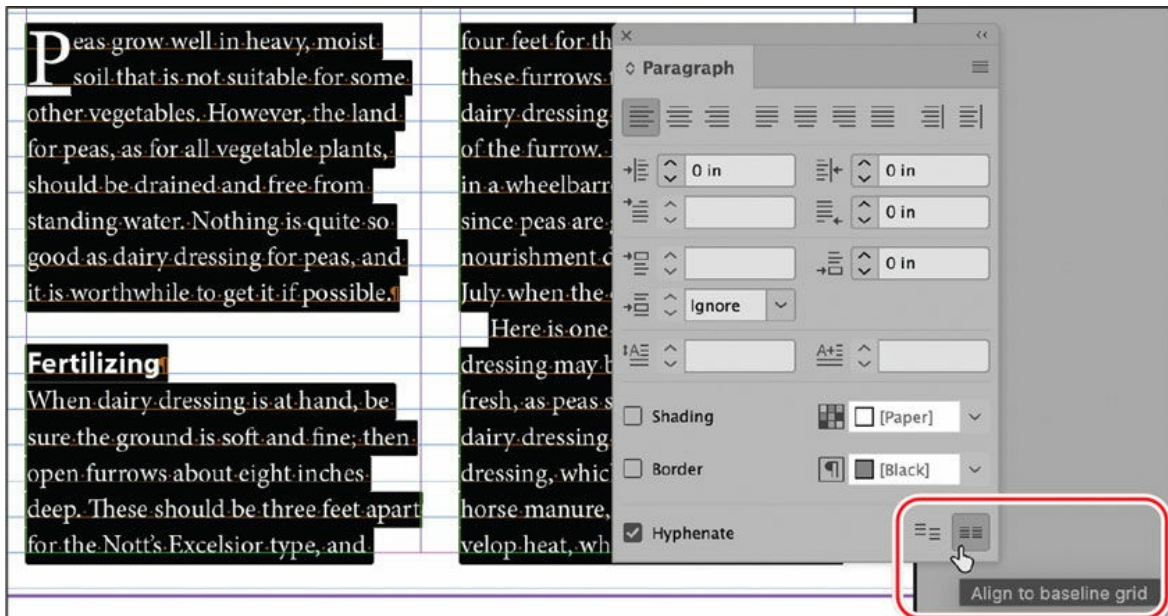 Peas grow well in heavy, moist
soil that is not suitable for some
other vegetables. However, the land
for peas, as for all vegetable plants,
should be drained and free from
standing water. Nothing is quite so
good as dairy dressing for peas, and
it is worthwhile to get it if possible.¶
Fertilizing¶
When dairy dressing is at hand, be
sure the ground is soft and fine; then
open furrows about eight inches
deep. These should be three feet apart
for the Nott's Excelsior type, and
four feet for th
these furrows
dairy dressing
of the furrow.
in a wheelbarr
since peas are
nourishment
July when the
Here is one
dressing may b
fresh, as peas s
dairy dressing
dressing, whic
horse manure,
velop heat, wh
Paragraph
0 in
0 in
0 in
0 in
Ignore
Shading
[Paper]
Border
[Black]
Hyphenate
Align to baseline grid